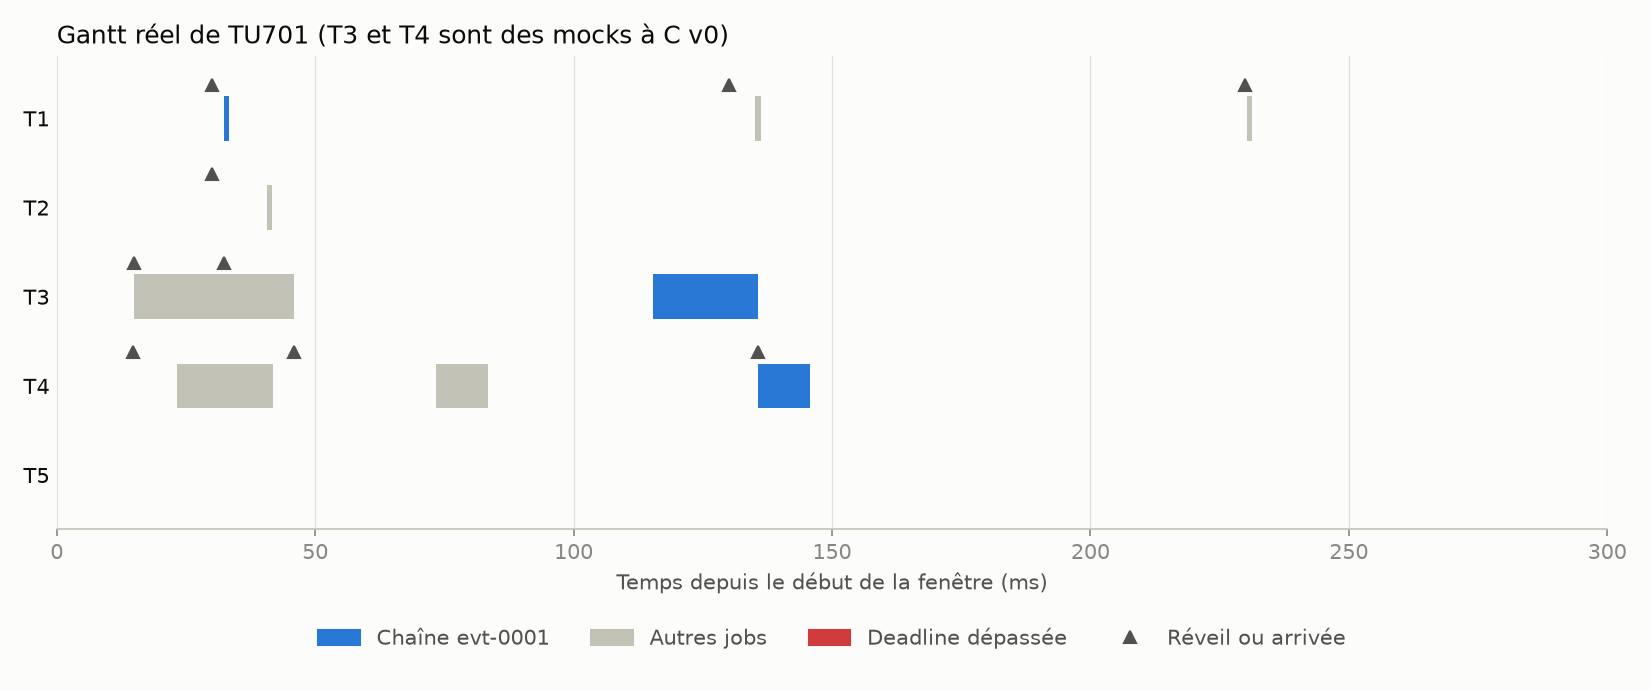 Gantt réel de TU701 (T3 et T4 sont des mocks à C v0)
T1
T2
T3
T4
T5
0 50 100 150 200 250 300
Temps depuis le début de la fenêtre (ms)
Chaîne evt-0001 Autres jobs Deadline dépassée Réveil ou arrivée